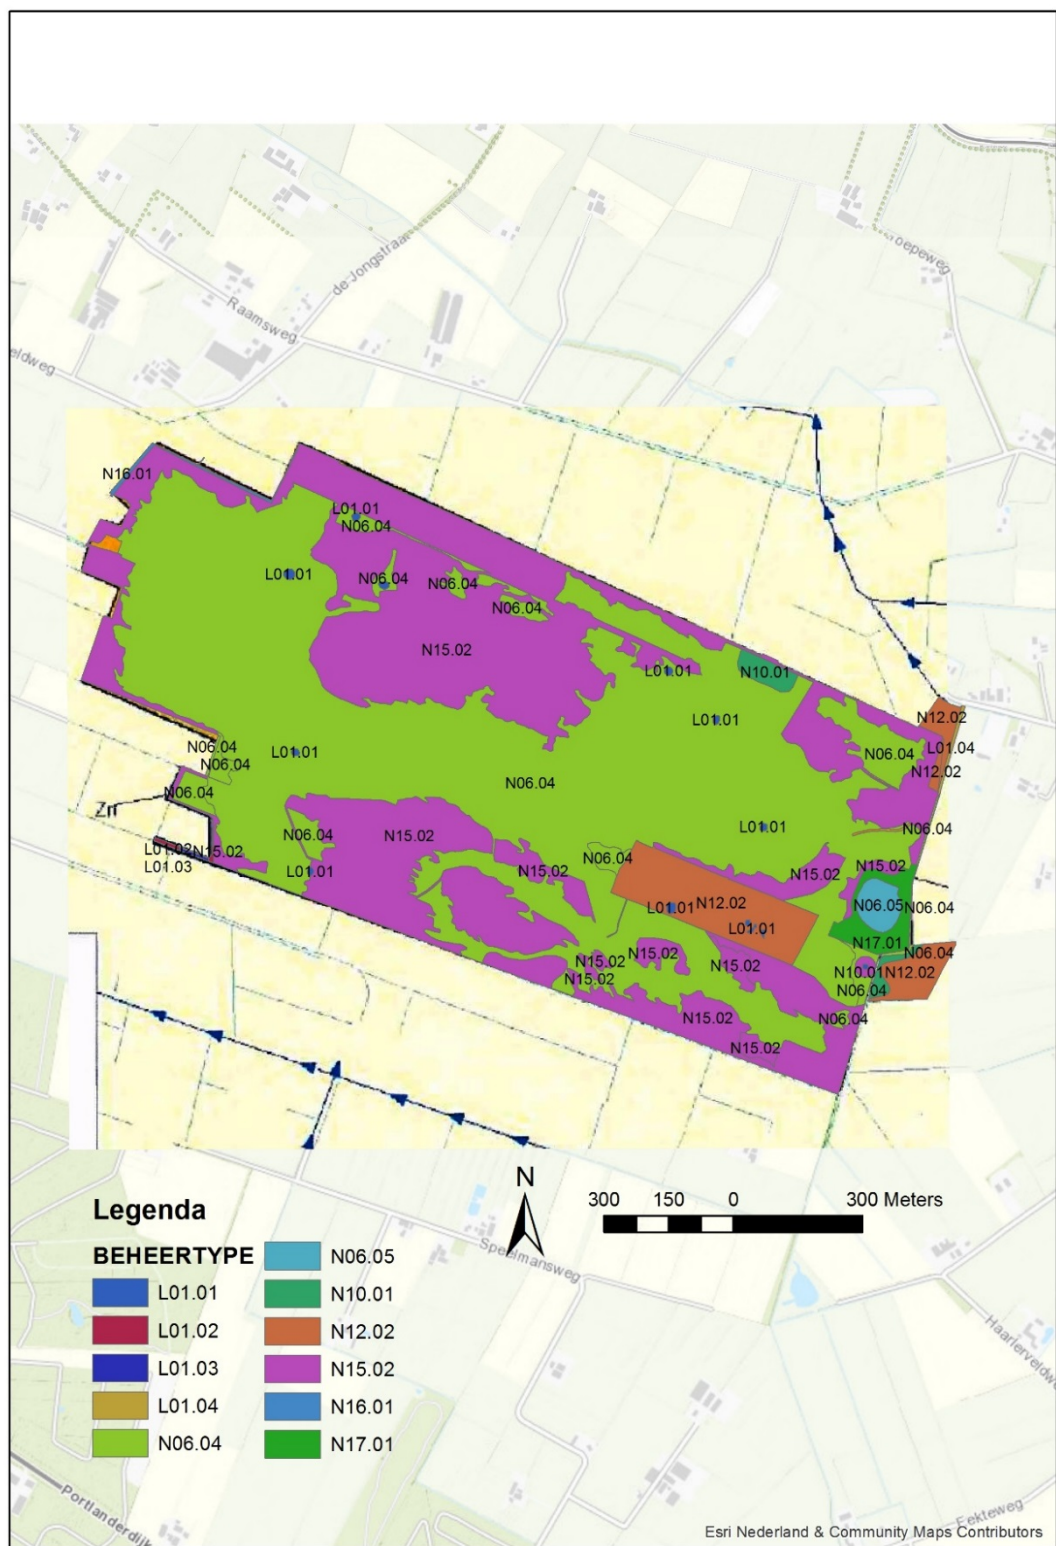 de Jongstraat
Raamsweg
eldweg
N16.01
L01.01
N06.04
L01.01
N06.04
N06.04
N06.04
N15.02
L01.01
N10.01
L01.01
N12.02
L01.04
N06.04
N12.02
N06.04
N06.04
L01.01
N06.04
N06.04
Zn
N06.04
N15.02
L01.01
N06.04
L01.02
N15.02
L01.03
L01.01
N15.02
N06.04
N15.02
N15.02
N12.02
L01.01
L01.01
N06.05
N06.04
N17.01
N06.04
N15.02
N15.02
N15.02
N15.02
N10.01
N12.02
N06.04
N15.02
N06.04
N15.02
N
300 150 0 300 Meters
Legenda
BEHEERTYPE
L01.01
L01.02
L01.03
L01.04
N06.04
N06.05
N10.01
N12.02
N15.02
N16.01
N17.01
Speelmansweg
Haarlerveldwe
Portlanderdijk
Eekteweg
Esri Nederland & Community Maps Contributors